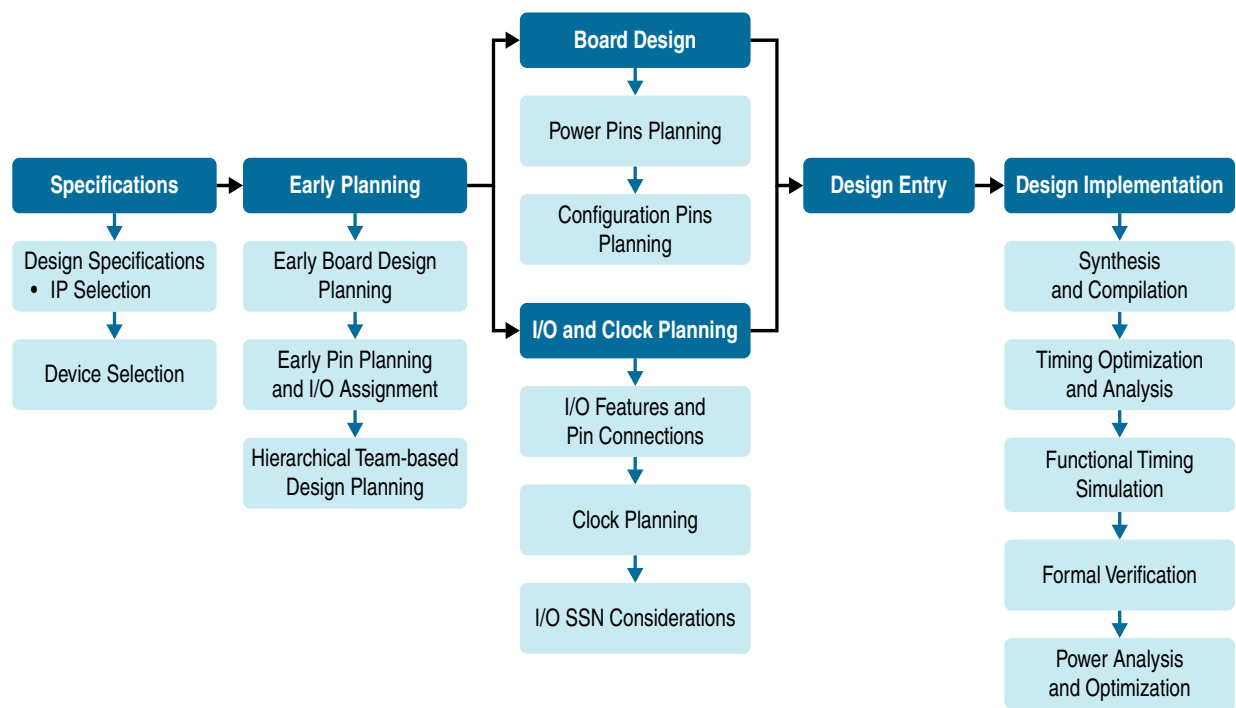 Specifications
Design Specifications
• IP Selection
Device Selection
Early Planning
Early Board Design
Planning
Early Pin Planning
and I/O Assignment
Hierarchical Team-based
Design Planning
Board Design
Power Pins Planning
Configuration Pins
Planning
I/O and Clock Planning
I/O Features and
Pin Connections
Clock Planning
I/O SSN Considerations
Design Entry
Design Implementation
Synthesis
and Compilation
Timing Optimization
and Analysis
Functional Timing
Simulation
Formal Verification
Power Analysis
and Optimization